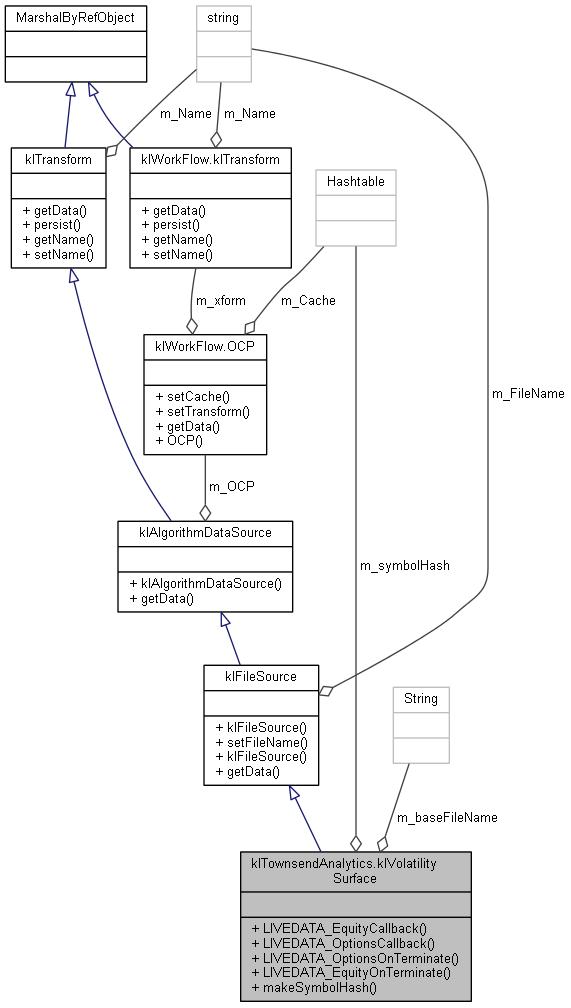 MarshalByRefObject
string
m_Name
m_Name
klTransform
+ getData()
+ persist()
+ getName()
+ setName()
klWorkFlow.klTransform
+ getData()
+ persist()
+ getName()
+ setName()
Hashtable
m_xform
m_Cache
klWorkFlow.OCP
+ setCache()
+ setTransform()
+ getData()
+ OCP()
m_FileName
m_OCP
klAlgorithmDataSource
+ klAlgorithmDataSource()
+ getData()
m_symbolHash
klFileSource
+ klFileSource()
+ setFileName()
+ klFileSource()
+ getData()
String
m_baseFileName
klTownsendAnalytics.klVolatility
Surface
+ LIVEDATA_EquityCallback()
+ LIVEDATA_OptionsCallback()
+ LIVEDATA_OptionsOnTerminate()
+ LIVEDATA_EquityOnTerminate()
+ makeSymbolHash()